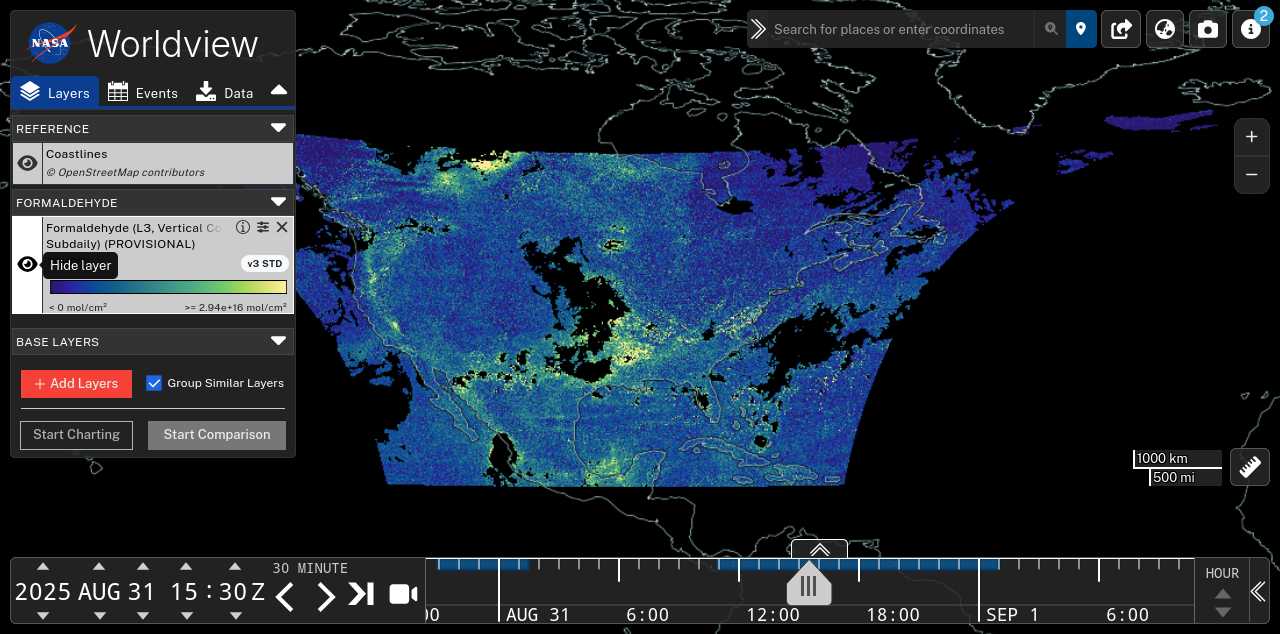 NASA Worldview
Search for places or enter coordinates
2
Layers Events Data
REFERENCE
Coastlines
© OpenStreetMap contributors
FORMALDEHYDE
Formaldehyde (L3, Vertical Co
Subdaily) (PROVISIONAL)
Hide layer
v3 STD
< 0 mol/cm² >= 2.94e+16 mol/cm²
BASE LAYERS
+ Add Layers
Group Similar Layers
Start Charting Start Comparison
+
−
1000 km
500 mi
30 MINUTE
2025 AUG 31 15 : 30 Z
HOUR
00 AUG 31 6:00 12:00 18:00 SEP 1 6:00